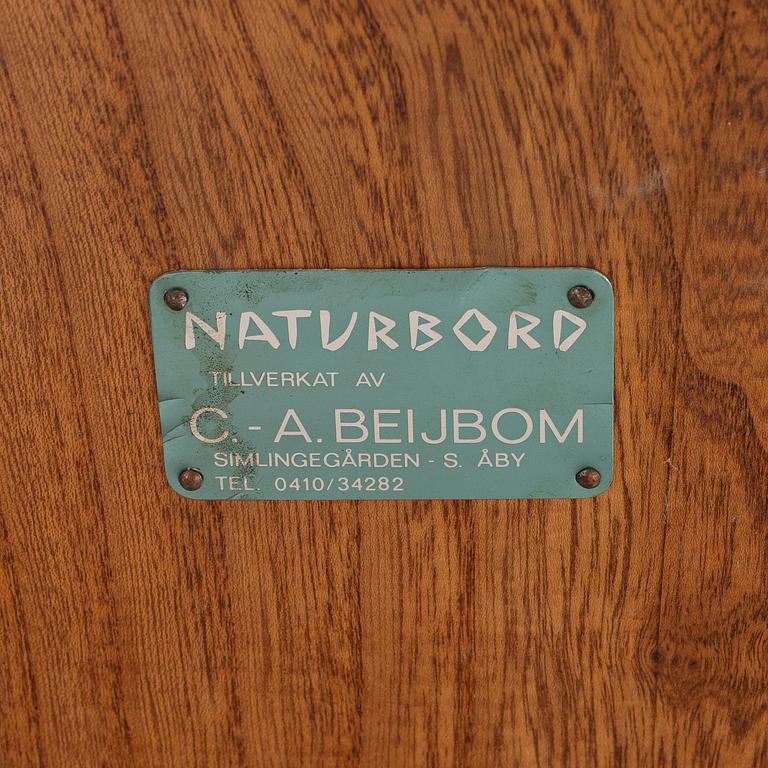 NATURBORD
TILLVERKAT AV
C.-A. BEIJBOM
SIMLINGEGÅRDEN - S. ÅBY
TEL. 0410/34282